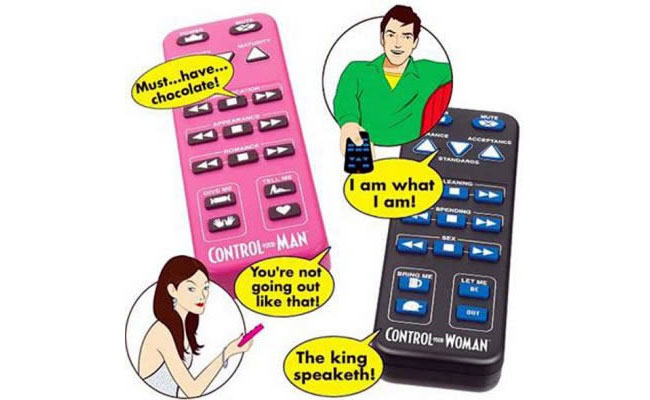 POWER
MUTE
MATURITY
Must...have...
chocolate!
APPEARANCE
ROMANCE
GIVE ME
TELL ME
CONTROL YOUR MAN
You're not
going out
like that!
MUTE
ACCEPTANCE
STANDARDS
I am what
I am!
SPENDING
SEX
BRING ME
LET ME
BE
OUT
CONTROL YOUR WOMAN
The king
speaketh!